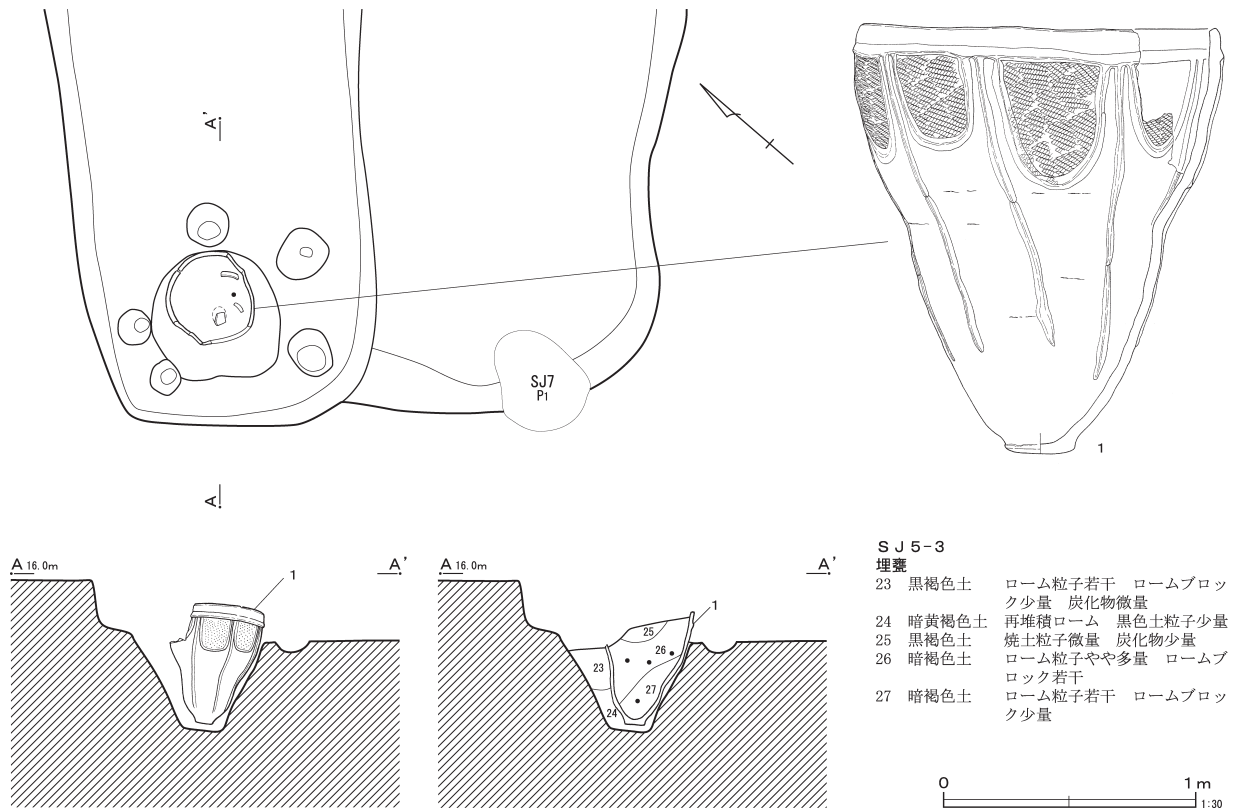 A'
SJ7
P1
1
A
A 16.0m
A'
1
A 16.0m
A'
1
25
26
23
27
24
SJ5-3
埋甕
23 黒褐色土 ローム粒子若干 ロームブロッ
ク少量 炭化物微量
24 暗黄褐色土 再堆積ローム 黒色土粒子少量
25 黒褐色土 焼土粒子微量 炭化物少量
26 暗褐色土 ローム粒子やや多量 ロームブ
ロック若干
27 暗褐色土 ローム粒子若干 ロームブロッ
ク少量
0 1m
1:30